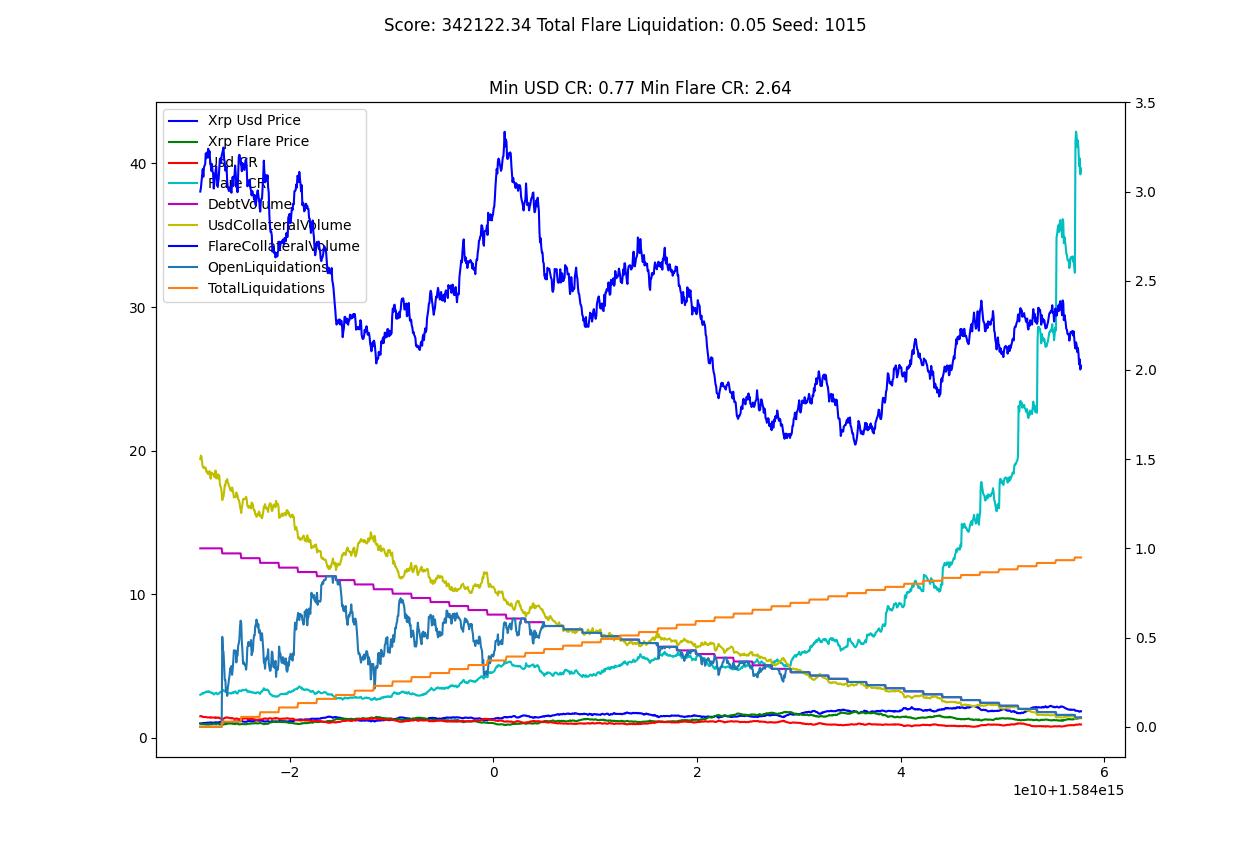 Score: 342122.34 Total Flare Liquidation: 0.05 Seed: 1015
Min USD CR: 0.77 Min Flare CR: 2.64
Xrp Usd Price
Xrp Flare Price
Usd CR
Flare CR
DebtVolume
UsdCollateralVolume
FlareCollateralVolume
OpenLiquidations
TotalLiquidations
40
30
20
10
0
3.5
3.0
2.5
2.0
1.5
1.0
0.5
0.0
−2
0
2
4
6
1e10+1.584e15